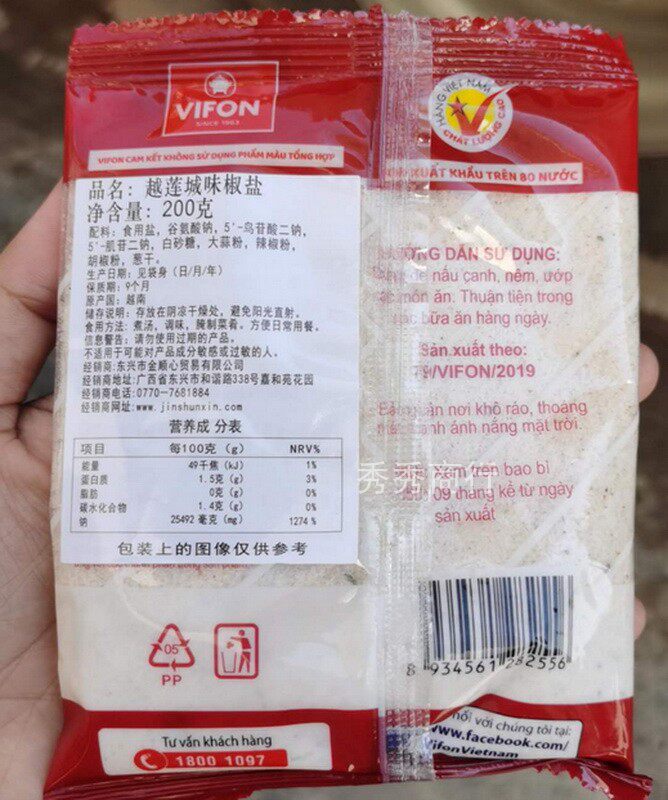 VIFON
SINCE 1963
HÀNG VIỆT NAM
CHẤT LƯỢNG CAO
VIFON CAM KẾT KHÔNG SỬ DỤNG PHẨM MÀU TỔNG HỢP
XUẤT KHẨU TRÊN 80 NƯỚC
品名: 越莲城味椒盐
净含量: 200克
配料: 食用盐, 谷氨酸钠, 5'-鸟苷酸二钠,
5'-肌苷二钠, 白砂糖, 大蒜粉, 辣椒粉,
胡椒粉, 葱干。
生产日期: 见袋身(日/月/年)
保质期: 9个月
原产国: 越南
储存说明: 存放在阴凉干燥处, 避免阳光直射。
食用方法: 煮汤, 调味, 腌制菜肴。方便日常用餐。
信息警告: 请勿使用过期的产品。
不适用于可能对产品成分敏感或过敏的人。
经销商: 东兴市金顺心贸易有限公司
经销商地址: 广西省东兴市和谐路338号嘉和苑花园
经销商电话: 0770-7681884
经销商网址: www.jinshunxin.com
营养成 分表
项目 每100克 (g) NRV%
能量 49千焦 (kJ) 1%
蛋白质 1.5克 (g) 3%
脂肪 0克 (g) 0%
碳水化合物 1.4克 (g) 0%
钠 25492 毫克 (mg) 1274 %
包装上的图像仅供参考
DẪN SỬ DỤNG:
nấu canh, nêm, ướp
món ăn. Thuận tiện trong
bữa ăn hàng ngày.
Sản xuất theo:
/VIFON/2019
nơi khô ráo, thoáng
ánh nắng mặt trời.
Xem trên bao bì
09 tháng kể từ ngày
sản xuất
秀秀商行
05
PP
8 934561 282556
Tư vấn khách hàng
1800 1097
nối với chúng tôi tại:
www.facebook.com/
VifonVietnam